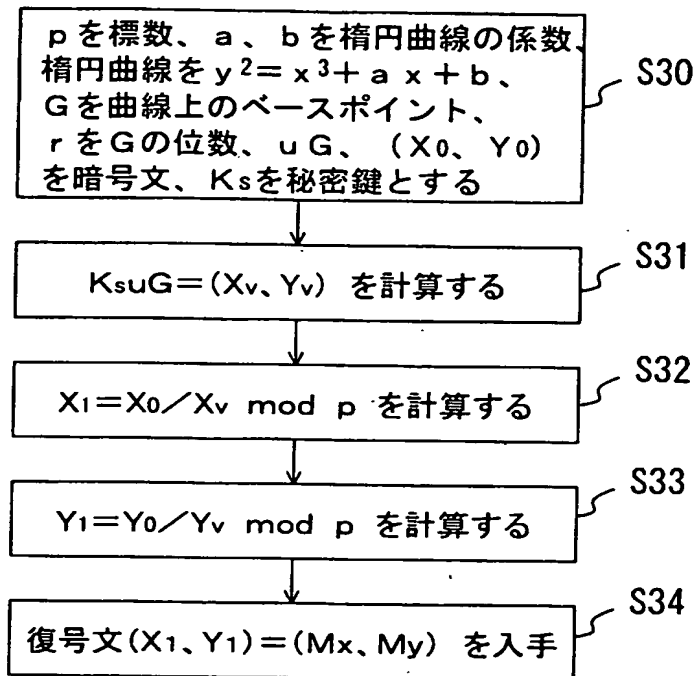 pを標数、a、bを楕円曲線の係数、
楕円曲線をy²＝x³＋ax＋b、
Gを曲線上のベースポイント、
rをGの位数、uG、(X₀、Y₀)
を暗号文、Ksを秘密鍵とする
S30
KsuG＝(Xv、Yv) を計算する
S31
X₁＝X₀／Xv mod p を計算する
S32
Y₁＝Y₀／Yv mod p を計算する
S33
復号文(X₁、Y₁)＝(Mx、My) を入手
S34